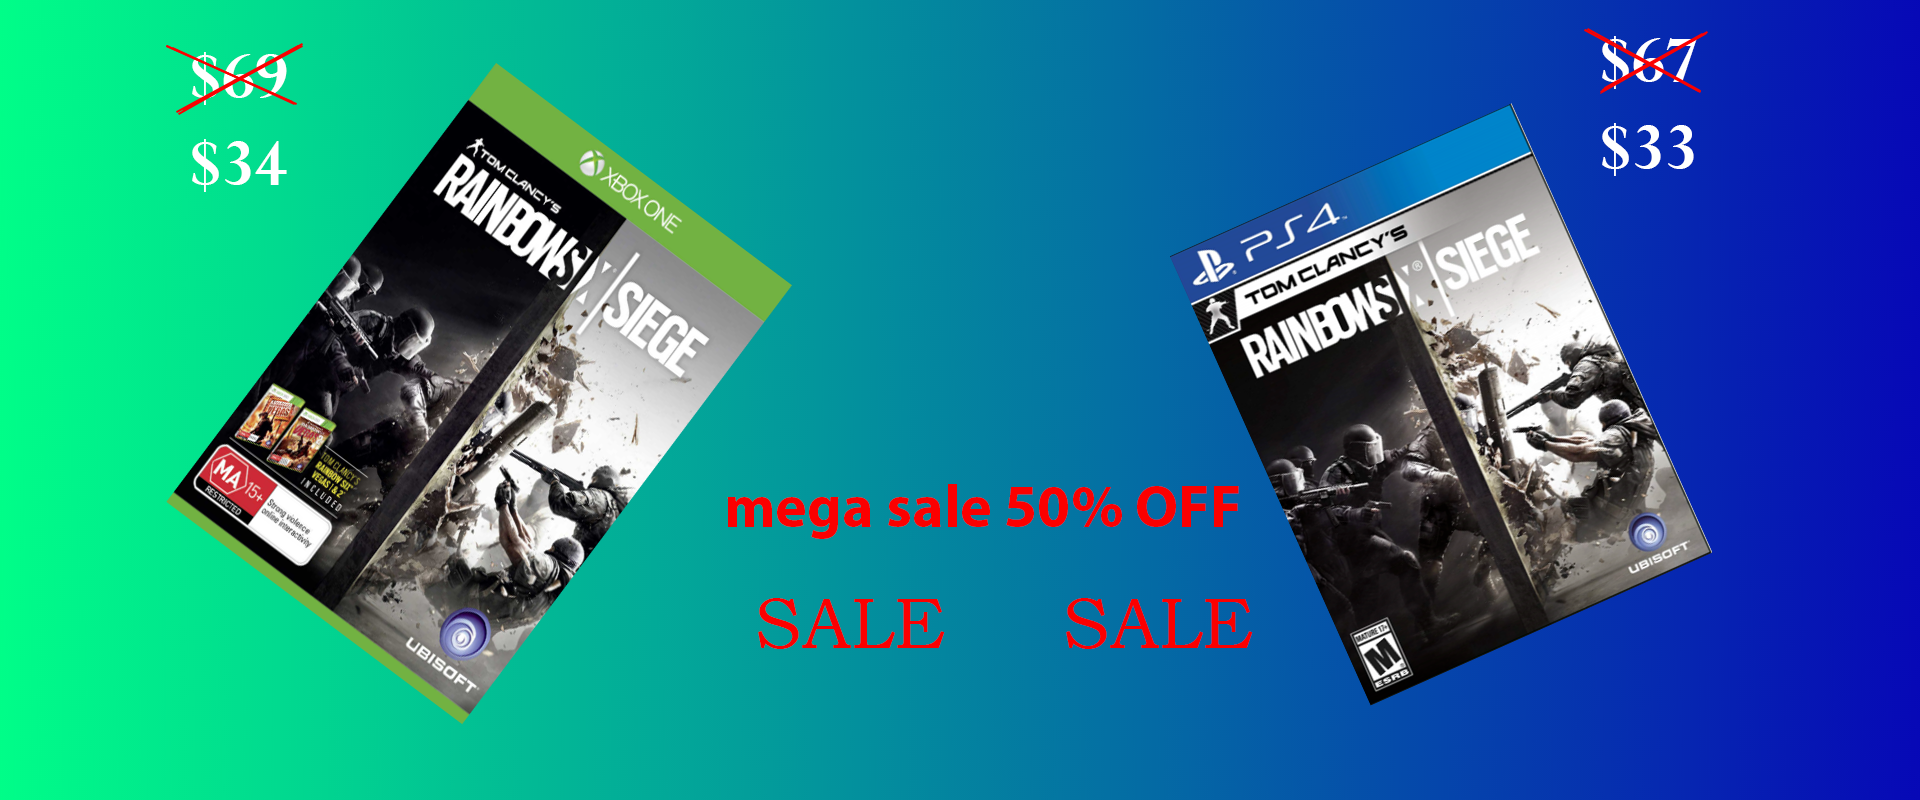 $69
$34
XBOX ONE
TOM CLANCY'S
RAINBOW SIX | SIEGE
TOM CLANCY'S
RAINBOW SIX
VEGAS 1 & 2
INCLUDED
MA 15+
RESTRICTED
Strong violence
online interactivity
UBISOFT
mega sale 50% OFF
SALE SALE
$67
$33
PS4
TOM CLANCY'S
RAINBOW SIX | SIEGE
UBISOFT
MATURE 17+
M
ESRB